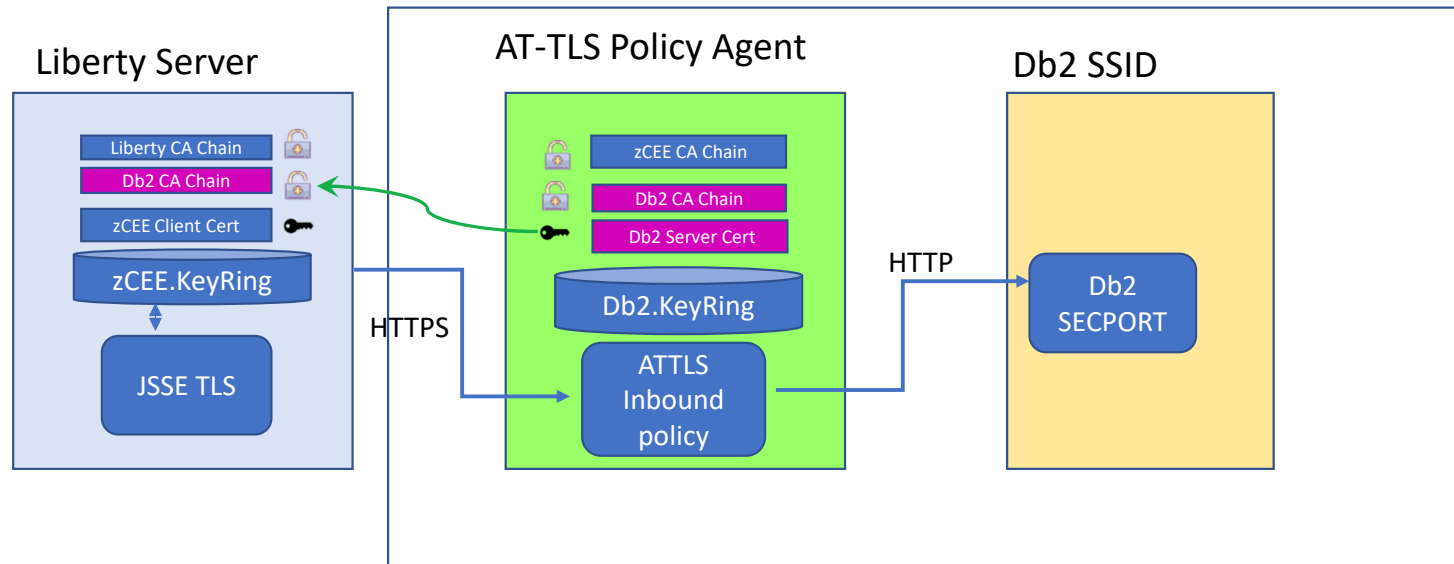 Liberty Server
Liberty CA Chain
Db2 CA Chain
zCEE Client Cert
zCEE.KeyRing
JSSE TLS
HTTPS
AT-TLS Policy Agent
zCEE CA Chain
Db2 CA Chain
Db2 Server Cert
Db2.KeyRing
ATTLS
Inbound
policy
HTTP
Db2 SSID
Db2
SECPORT